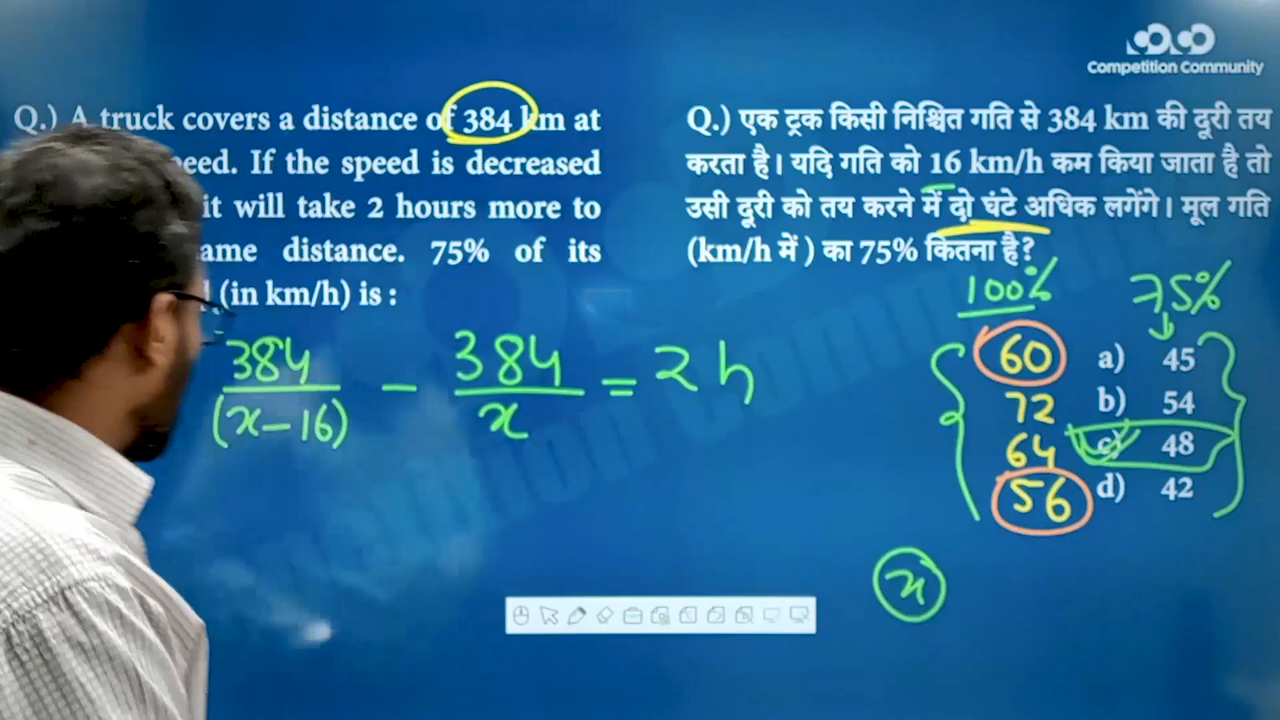 Competition Community
Q.) A truck covers a distance of 384 km at
eed. If the speed is decreased
it will take 2 hours more to
ame distance. 75% of its
(in km/h) is :
Q.) एक ट्रक किसी निश्चित गति से 384 km की दूरी तय
करता है। यदि गति को 16 km/h कम किया जाता है तो
उसी दूरी को तय करने में दो घंटे अधिक लगेंगे। मूल गति
(km/h में ) का 75% कितना है?
100% 75%
60 a) 45
72 b) 54
64 c) 48
56 d) 42
384/(x-16) - 384/x = 2h
x